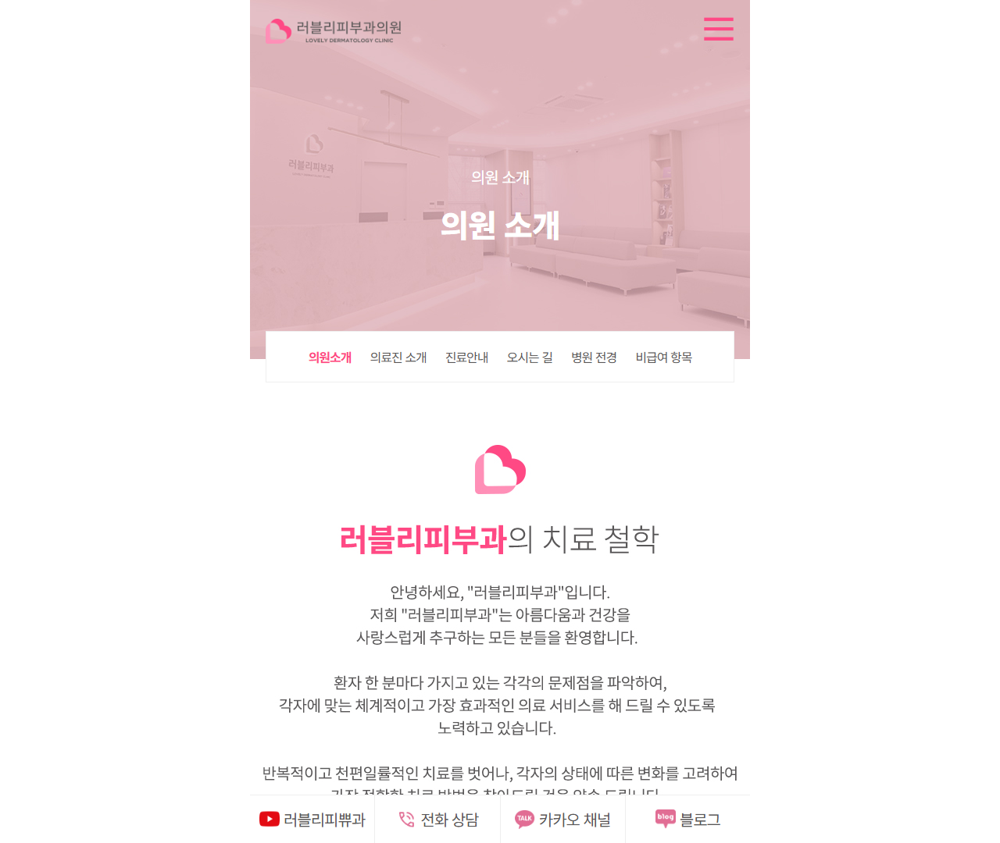 러블리피부과의원
LOVELY DERMATOLOGY CLINIC
러블리피부과
의원 소개
의원 소개
의원소개 의료진 소개 진료안내 오시는 길 병원 전경 비급여 항목
러블리피부과의 치료 철학
안녕하세요, "러블리피부과"입니다.
저희 "러블리피부과"는 아름다움과 건강을
사랑스럽게 추구하는 모든 분들을 환영합니다.
환자 한 분마다 가지고 있는 각각의 문제점을 파악하여,
각자에 맞는 체계적이고 가장 효과적인 의료 서비스를 해 드릴 수 있도록
노력하고 있습니다.
반복적이고 천편일률적인 치료를 벗어나, 각자의 상태에 따른 변화를 고려하여
러블리피쀼과 전화 상담 TALK 카카오 채널 blog 블로그